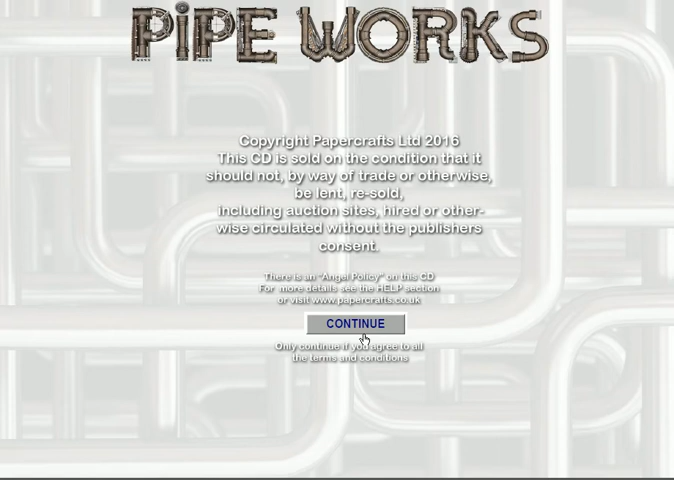 PiPE WORKS
Copyright Papercrafts Ltd 2016
This CD is sold on the condition that it
should not, by way of trade or otherwise,
be lent, re-sold,
including auction sites, hired or other-
wise circulated without the publishers
consent.
There is an "Angel Policy" on this CD
For more details see the HELP section
or visit www.papercrafts.co.uk
CONTINUE
Only continue if you agree to all
the terms and conditions